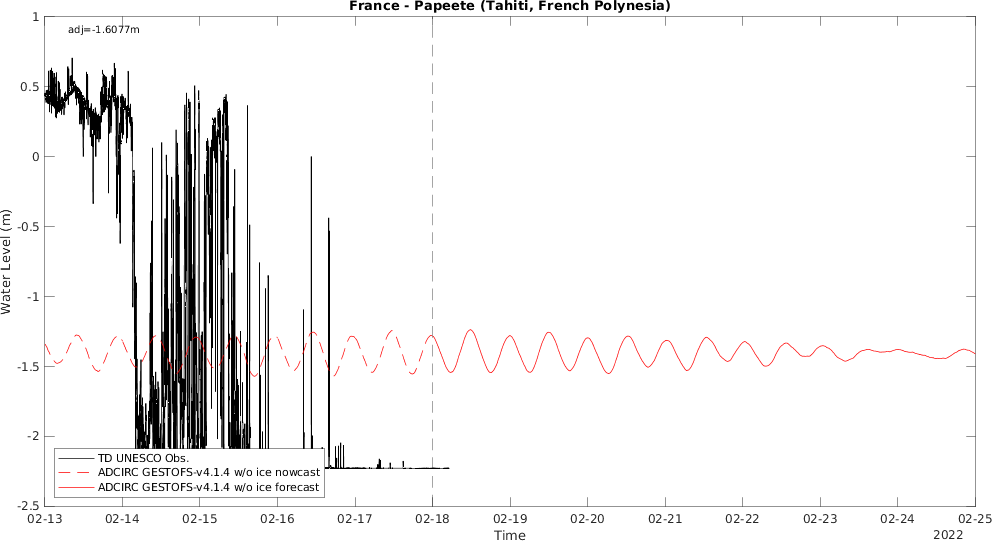 France - Papeete (Tahiti, French Polynesia)
adj=-1.6077m
Water Level (m)
1
0.5
0
-0.5
-1
-1.5
-2
-2.5
TD UNESCO Obs.
ADCIRC GESTOFS-v4.1.4 w/o ice nowcast
ADCIRC GESTOFS-v4.1.4 w/o ice forecast
02-13 02-14 02-15 02-16 02-17 02-18 02-19 02-20 02-21 02-22 02-23 02-24 02-25
Time
2022